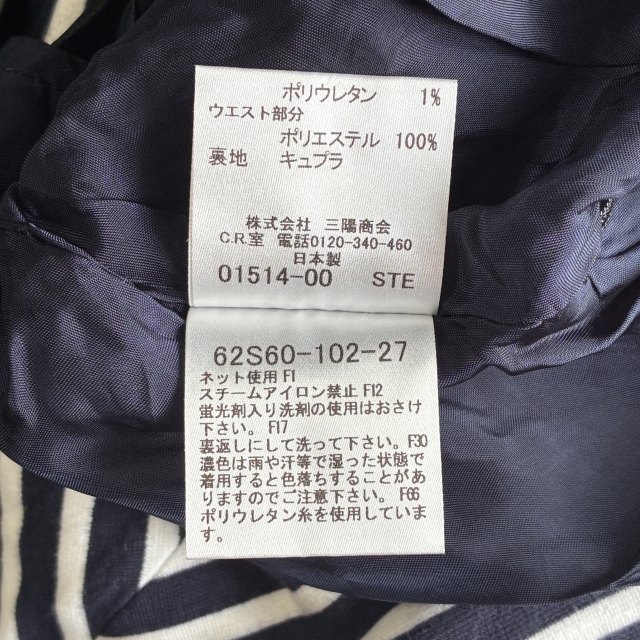 ポリウレタン 1%
ウエスト部分
ポリエステル 100%
裏地 キュプラ
株式会社 三陽商会
C.R.室 電話0120-340-460
日本製
01514-00 STE
62S60-102-27
ネット使用 F1
スチームアイロン禁止 F12
蛍光剤入り洗剤の使用はおさけ
下さい。 F17
裏返しにして洗って下さい。F30
濃色は雨や汗等で湿った状態で
着用すると色落ちすることがあ
りますのでご注意下さい。 F66
ポリウレタン糸を使用していま
す。